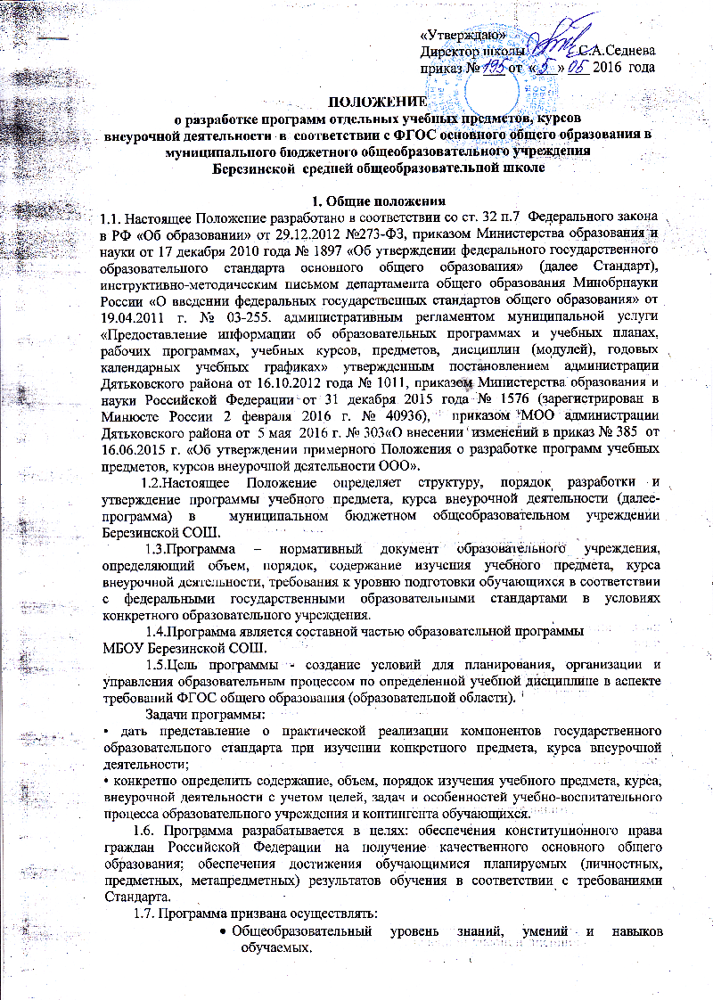 «Утверждаю»
Директор школы С.А.Седнева
приказ № 195 от « 5 » 05 2016 года
ПОЛОЖЕНИЕ
о разработке программ отдельных учебных предметов, курсов
внеурочной деятельности в соответствии с ФГОС основного общего образования в
муниципального бюджетного общеобразовательного учреждения
Березинской средней общеобразовательной школе
1. Общие положения
1.1. Настоящее Положение разработано в соответствии со ст. 32 п.7 Федерального закона
в РФ «Об образовании» от 29.12.2012 №273-ФЗ, приказом Министерства образования и
науки от 17 декабря 2010 года № 1897 «Об утверждении федерального государственного
образовательного стандарта основного общего образования» (далее Стандарт),
инструктивно-методическим письмом департамента общего образования Минобрнауки
России «О введении федеральных государственных стандартов общего образования» от
19.04.2011 г. № 03-255. административным регламентом муниципальной услуги
«Предоставление информации об образовательных программах и учебных планах,
рабочих программах, учебных курсов, предметов, дисциплин (модулей), годовых
календарных учебных графиках» утвержденным постановлением администрации
Дятьковского района от 16.10.2012 года № 1011, приказом Министерства образования и
науки Российской Федерации от 31 декабря 2015 года № 1576 (зарегистрирован в
Минюсте России 2 февраля 2016 г. № 40936), приказом МОО администрации
Дятьковского района от 5 мая 2016 г. № 303«О внесении изменений в приказ № 385 от
16.06.2015 г. «Об утверждении примерного Положения о разработке программ учебных
предметов, курсов внеурочной деятельности ООО».
1.2.Настоящее Положение определяет структуру, порядок разработки и
утверждение программы учебного предмета, курса внеурочной деятельности (далее-
программа) в муниципальном бюджетном общеобразовательном учреждении
Березинской СОШ.
1.3.Программа – нормативный документ образовательного учреждения,
определяющий объем, порядок, содержание изучения учебного предмета, курса
внеурочной деятельности, требования к уровню подготовки обучающихся в соответствии
с федеральными государственными образовательными стандартами в условиях
конкретного образовательного учреждения.
1.4.Программа является составной частью образовательной программы
МБОУ Березинской СОШ.
1.5.Цель программы - создание условий для планирования, организации и
управления образовательным процессом по определенной учебной дисциплине в аспекте
требований ФГОС общего образования (образовательной области).
Задачи программы:
• дать представление о практической реализации компонентов государственного
образовательного стандарта при изучении конкретного предмета, курса внеурочной
деятельности;
• конкретно определить содержание, объем, порядок изучения учебного предмета, курса,
внеурочной деятельности с учетом целей, задач и особенностей учебно-воспитательного
процесса образовательного учреждения и контингента обучающихся.
1.6. Программа разрабатывается в целях: обеспечения конституционного права
граждан Российской Федерации на получение качественного основного общего
образования; обеспечения достижения обучающимися планируемых (личностных,
предметных, метапредметных) результатов обучения в соответствии с требованиями
Стандарта.
1.7. Программа призвана осуществлять:
• Общеобразовательный уровень знаний, умений и навыков
обучаемых.